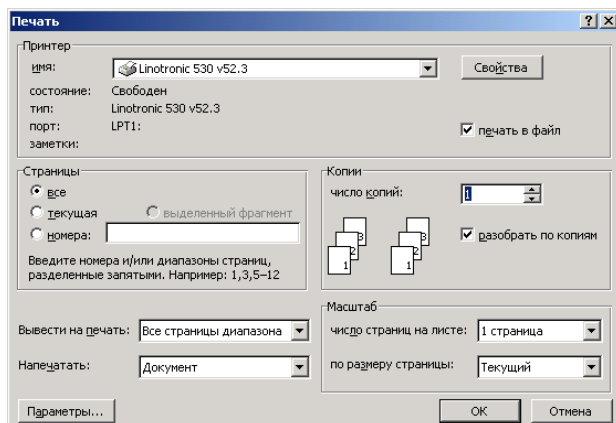 Печать
Принтер
имя: Linotronic 530 v52.3 Свойства
состояние: Свободен
тип: Linotronic 530 v52.3
порт: LPT1: печать в файл
заметки:
Страницы
все
текущая выделенный фрагмент
номера:
Введите номера и/или диапазоны страниц,
разделенные запятыми. Например: 1,3,5–12
Копии
число копий: 1
3 3
2 2
1 1
разобрать по копиям
Вывести на печать: Все страницы диапазона
Напечатать: Документ
Масштаб
число страниц на листе: 1 страница
по размеру страницы: Текущий
Параметры... ОК Отмена